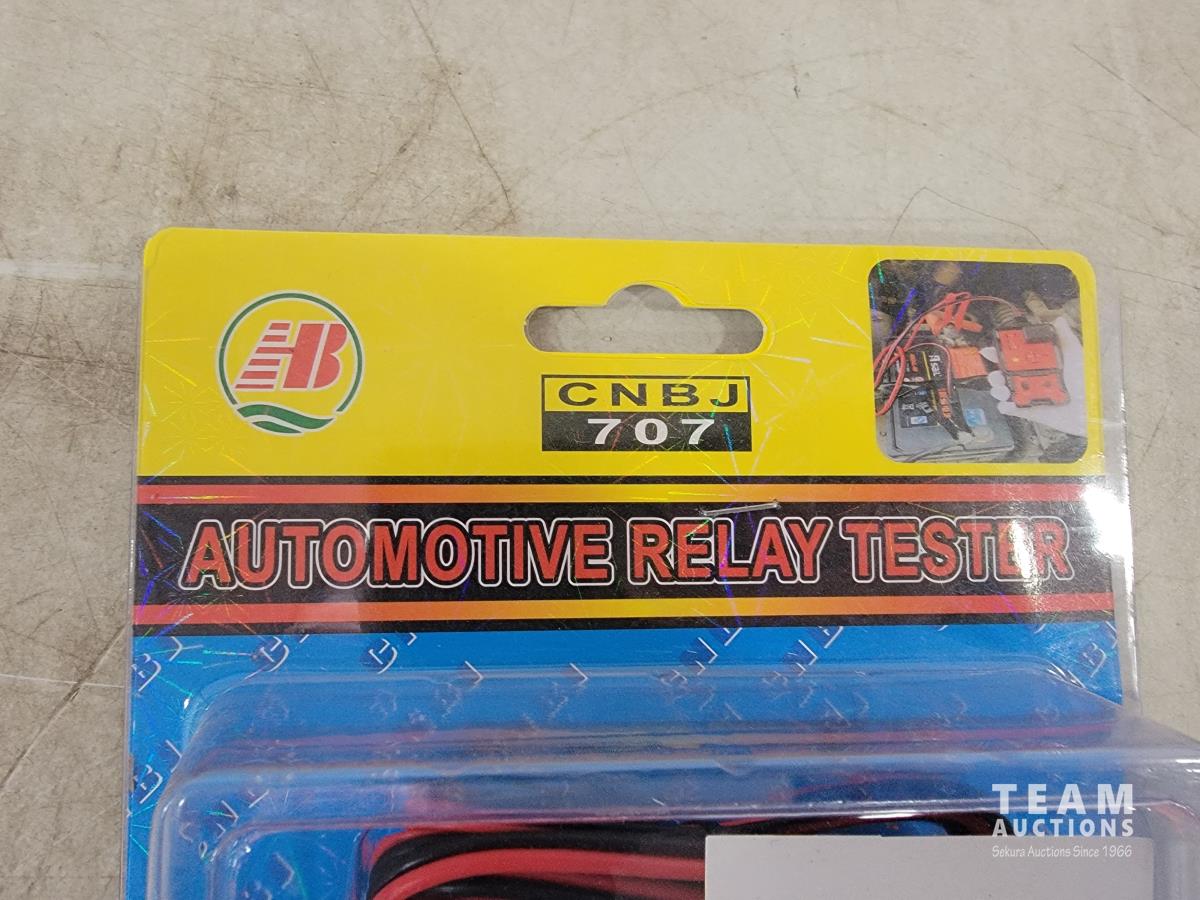 HB
CNBJ
707
AUTOMOTIVE RELAY TESTER
TEAM
AUCTIONS
Sekura Auctions Since 1966